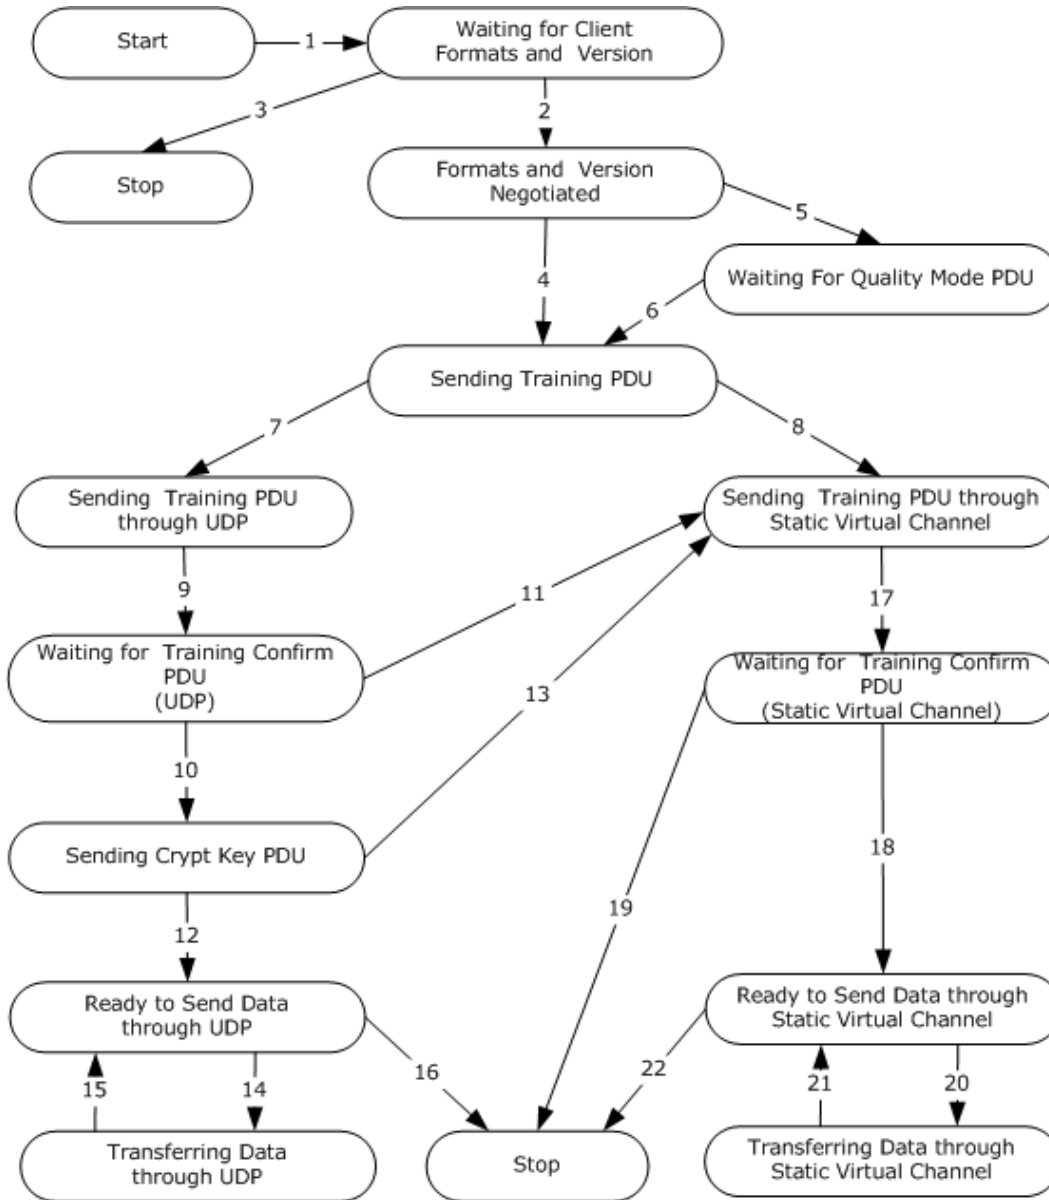 Start
1
Waiting for Client
Formats and Version
3
2
Stop
Formats and Version
Negotiated
5
4
Waiting For Quality Mode PDU
6
Sending Training PDU
7
8
Sending Training PDU
through UDP
Sending Training PDU through
Static Virtual Channel
9
11
17
Waiting for Training Confirm
PDU
(UDP)
Waiting for Training Confirm
PDU
(Static Virtual Channel)
13
10
Sending Crypt Key PDU
18
19
12
Ready to Send Data
through UDP
Ready to Send Data through
Static Virtual Channel
15
14
16
22
21
20
Transferring Data
through UDP
Stop
Transferring Data through
Static Virtual Channel